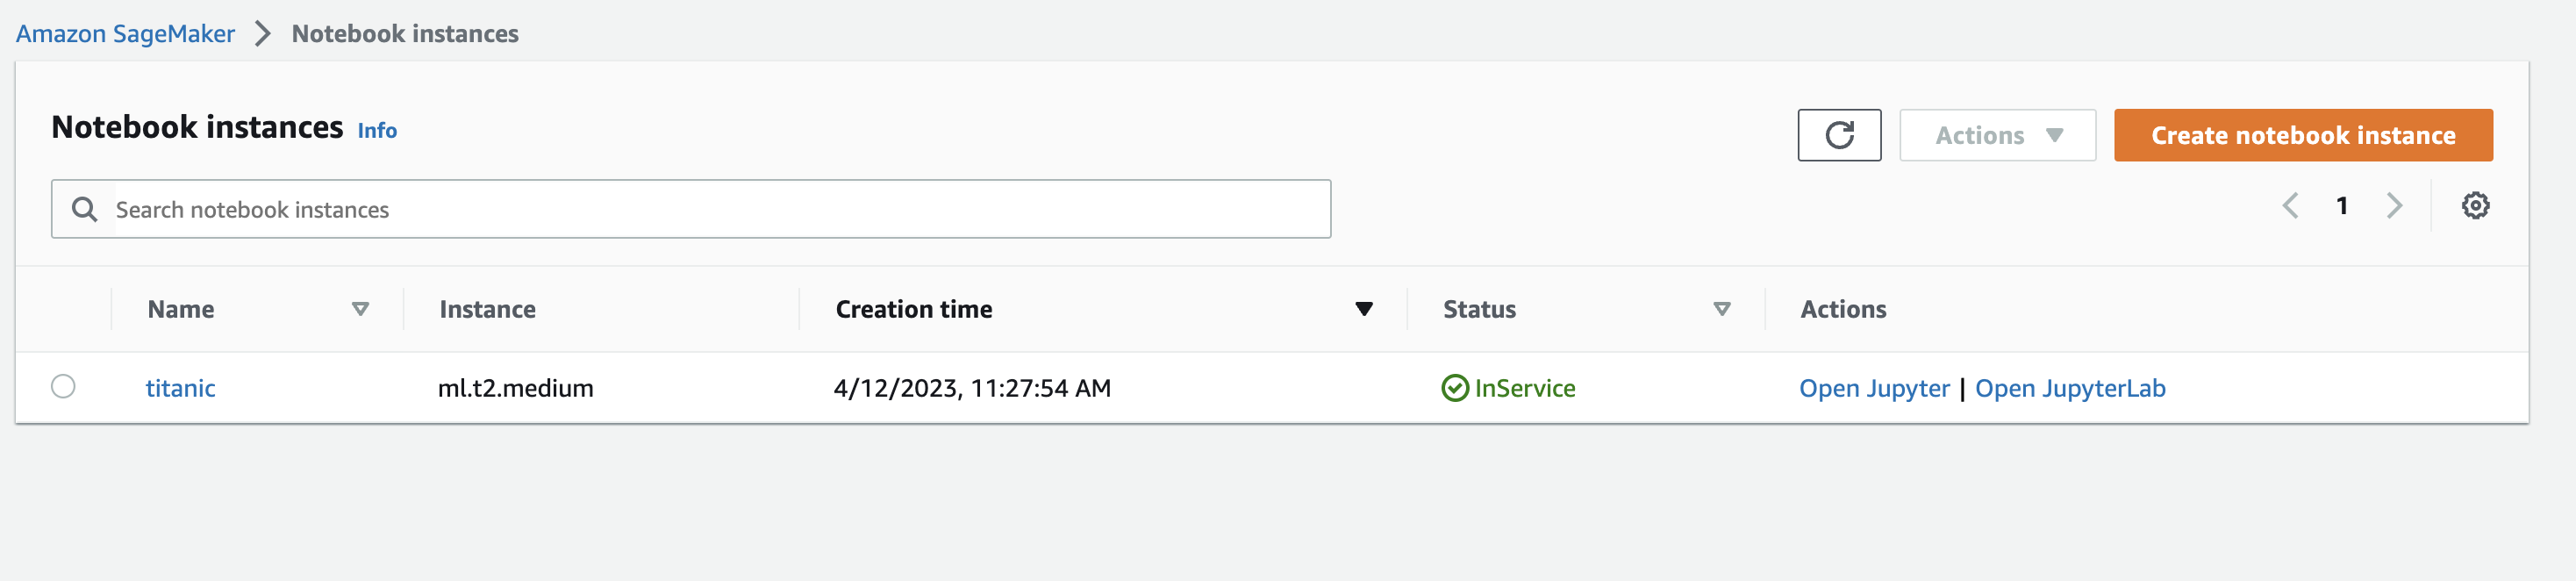 Amazon SageMaker Notebook instances
Notebook instances Info
Actions Create notebook instance
Search notebook instances
1
Name Instance Creation time Status Actions
titanic ml.t2.medium 4/12/2023, 11:27:54 AM InService Open Jupyter | Open JupyterLab